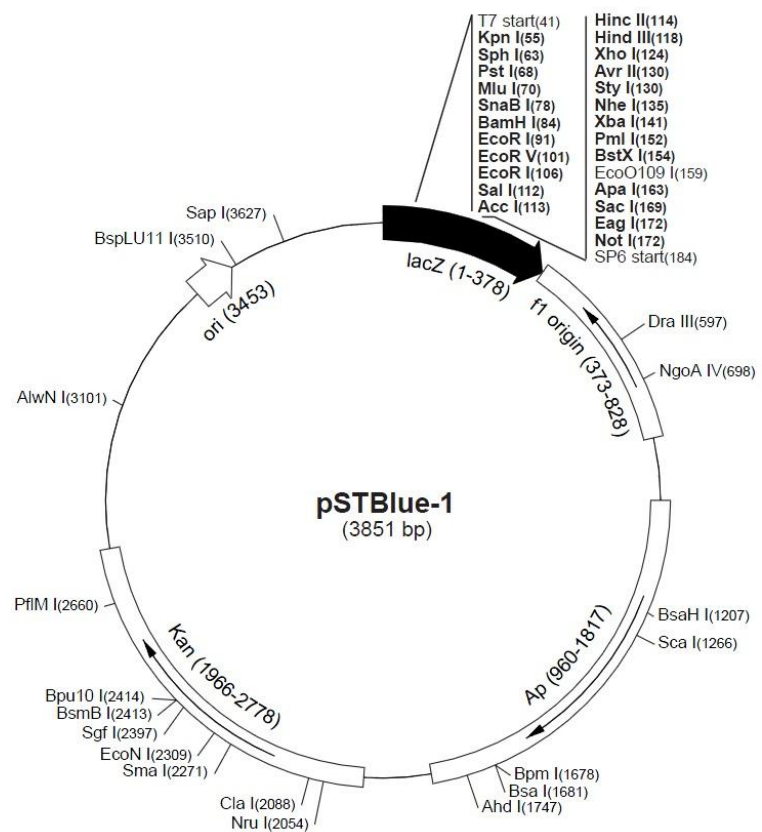 T7 start(41)
Kpn I(55)
Sph I(63)
Pst I(68)
Mlu I(70)
SnaB I(78)
BamH I(84)
EcoR I(91)
EcoR V(101)
EcoR I(106)
Sal I(112)
Acc I(113)
Hinc II(114)
Hind III(118)
Xho I(124)
Avr II(130)
Sty I(130)
Nhe I(135)
Xba I(141)
Pml I(152)
BstX I(154)
EcoO109 I(159)
Apa I(163)
Sac I(169)
Eag I(172)
Not I(172)
SP6 start(184)
Sap I(3627)
BspLU11 I(3510)
ori (3453)
lacZ (1-378)
f1 origin (373-828)
Dra III(597)
NgoA IV(698)
AlwN I(3101)
pSTBlue-1
(3851 bp)
PflM I(2660)
Kan (1966-2778)
Ap (960-1817)
BsaH I(1207)
Sca I(1266)
Bpu10 I(2414)
BsmB I(2413)
Sgf I(2397)
EcoN I(2309)
Sma I(2271)
Cla I(2088)
Nru I(2054)
Bpm I(1678)
Bsa I(1681)
Ahd I(1747)